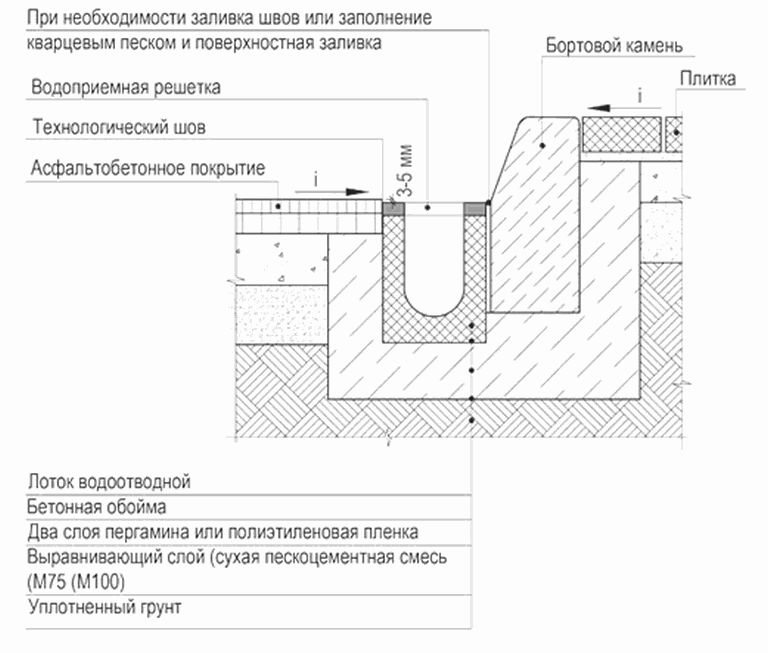 При необходимости заливка швов или заполнение
кварцевым песком и поверхностная заливка
Бортовой камень
Водоприемная решетка
Плитка
i
Технологический шов
3-5 мм
Асфальтобетонное покрытие
i
Лоток водоотводной
Бетонная обойма
Два слоя пергамина или полиэтиленовая пленка
Выравнивающий слой (сухая пескоцементная смесь
(М75 (М100)
Уплотненный грунт